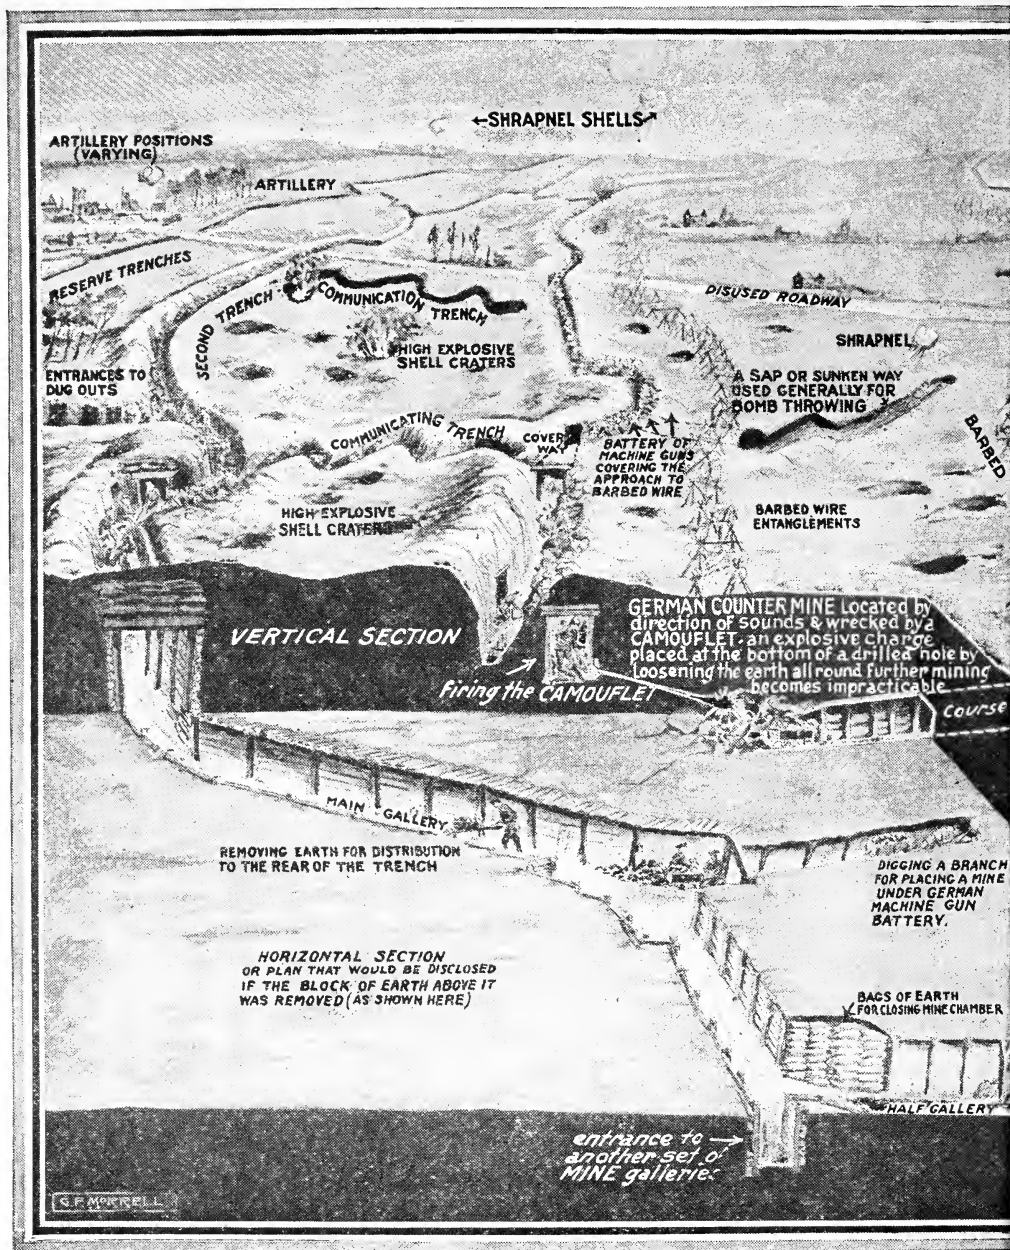 ←SHRAPNEL SHELLS↗
ARTILLERY POSITIONS
(VARYING)
ARTILLERY
RESERVE TRENCHES
SECOND TRENCH
COMMUNICATION TRENCH
DISUSED ROADWAY
HIGH EXPLOSIVE
SHELL CRATERS
SHRAPNEL
ENTRANCES TO
DUG OUTS
A SAP OR SUNKEN WAY
USED GENERALLY FOR
BOMB THROWING
BARBED
COMMUNICATING TRENCH
COVER
WAY
BATTERY OF
MACHINE GUNS
COVERING THE
APPROACH TO
BARBED WIRE
HIGH EXPLOSIVE
SHELL CRATERS
BARBED WIRE
ENTANGLEMENTS
VERTICAL SECTION
GERMAN COUNTER MINE Located by
direction of sounds & wrecked by a
CAMOUFLET. an explosive charge
placed at the bottom of a drilled hole by
Loosening the earth all round further mining
becomes impracticable
firing the CAMOUFLET
Course
MAIN GALLERY
REMOVING EARTH FOR DISTRIBUTION
TO THE REAR OF THE TRENCH
DIGGING A BRANCH
FOR PLACING A MINE
UNDER GERMAN
MACHINE GUN
BATTERY.
HORIZONTAL SECTION
OR PLAN THAT WOULD BE DISCLOSED
IF THE BLOCK OF EARTH ABOVE IT
WAS REMOVED (AS SHOWN HERE)
BAGS OF EARTH
FOR CLOSING MINE CHAMBER
HALF GALLERY
entrance to →
another set of
MINE galleries
G.F. MORRELL